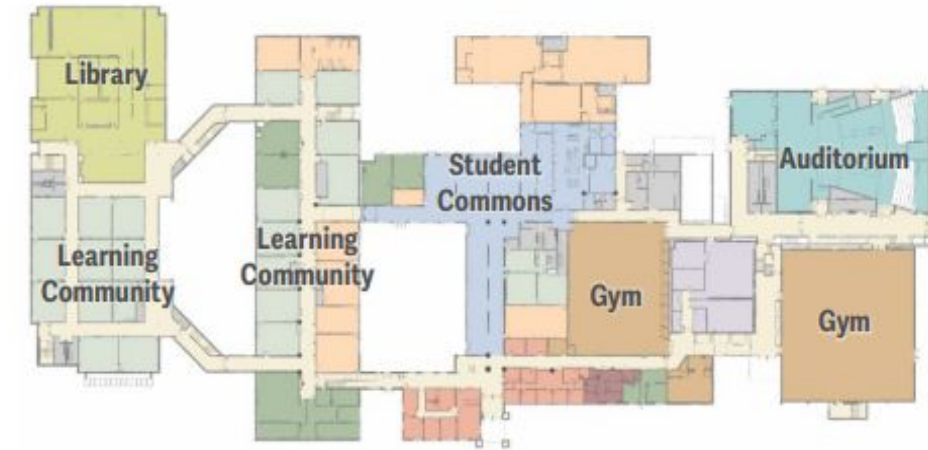 Library
Student
Commons
Auditorium
Learning
Community
Learning
Community
Gym
Gym